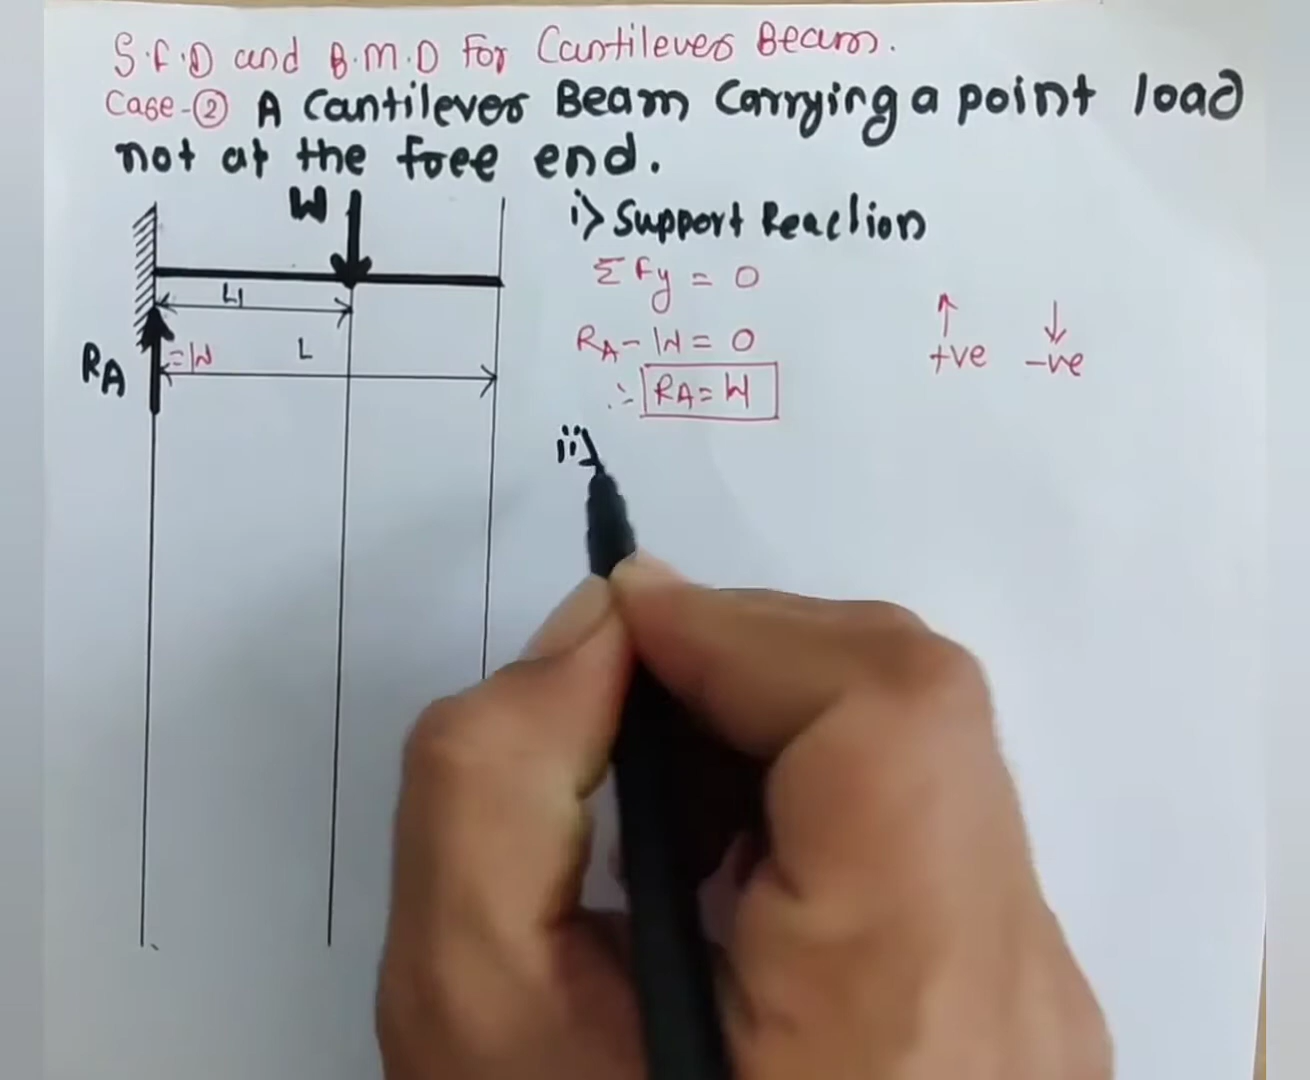 S.F.D and B.M.D For Cantilever Beam.
Case-② A Cantilever Beam Carrying a point load
not at the free end.
W
i) Support Reaction
ΣFy = 0
L1
RA - W = 0
↑ ↓
+ve -ve
RA = W
L
∴ RA = W
ii)